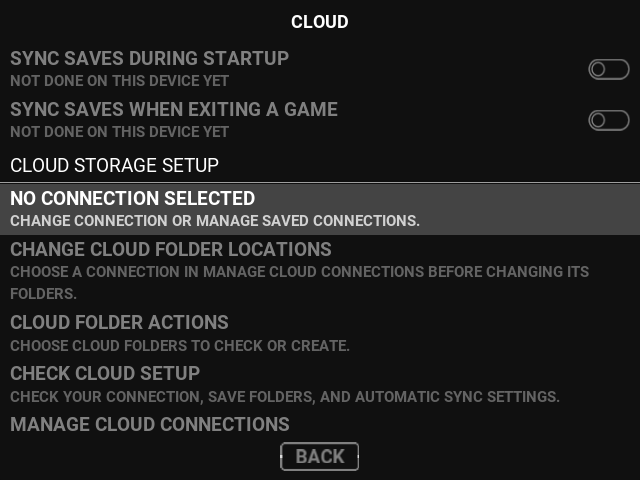 CLOUD
SYNC SAVES DURING STARTUP
NOT DONE ON THIS DEVICE YET
SYNC SAVES WHEN EXITING A GAME
NOT DONE ON THIS DEVICE YET
CLOUD STORAGE SETUP
NO CONNECTION SELECTED
CHANGE CONNECTION OR MANAGE SAVED CONNECTIONS.
CHANGE CLOUD FOLDER LOCATIONS
CHOOSE A CONNECTION IN MANAGE CLOUD CONNECTIONS BEFORE CHANGING ITS
FOLDERS.
CLOUD FOLDER ACTIONS
CHOOSE CLOUD FOLDERS TO CHECK OR CREATE.
CHECK CLOUD SETUP
CHECK YOUR CONNECTION, SAVE FOLDERS, AND AUTOMATIC SYNC SETTINGS.
MANAGE CLOUD CONNECTIONS
BACK